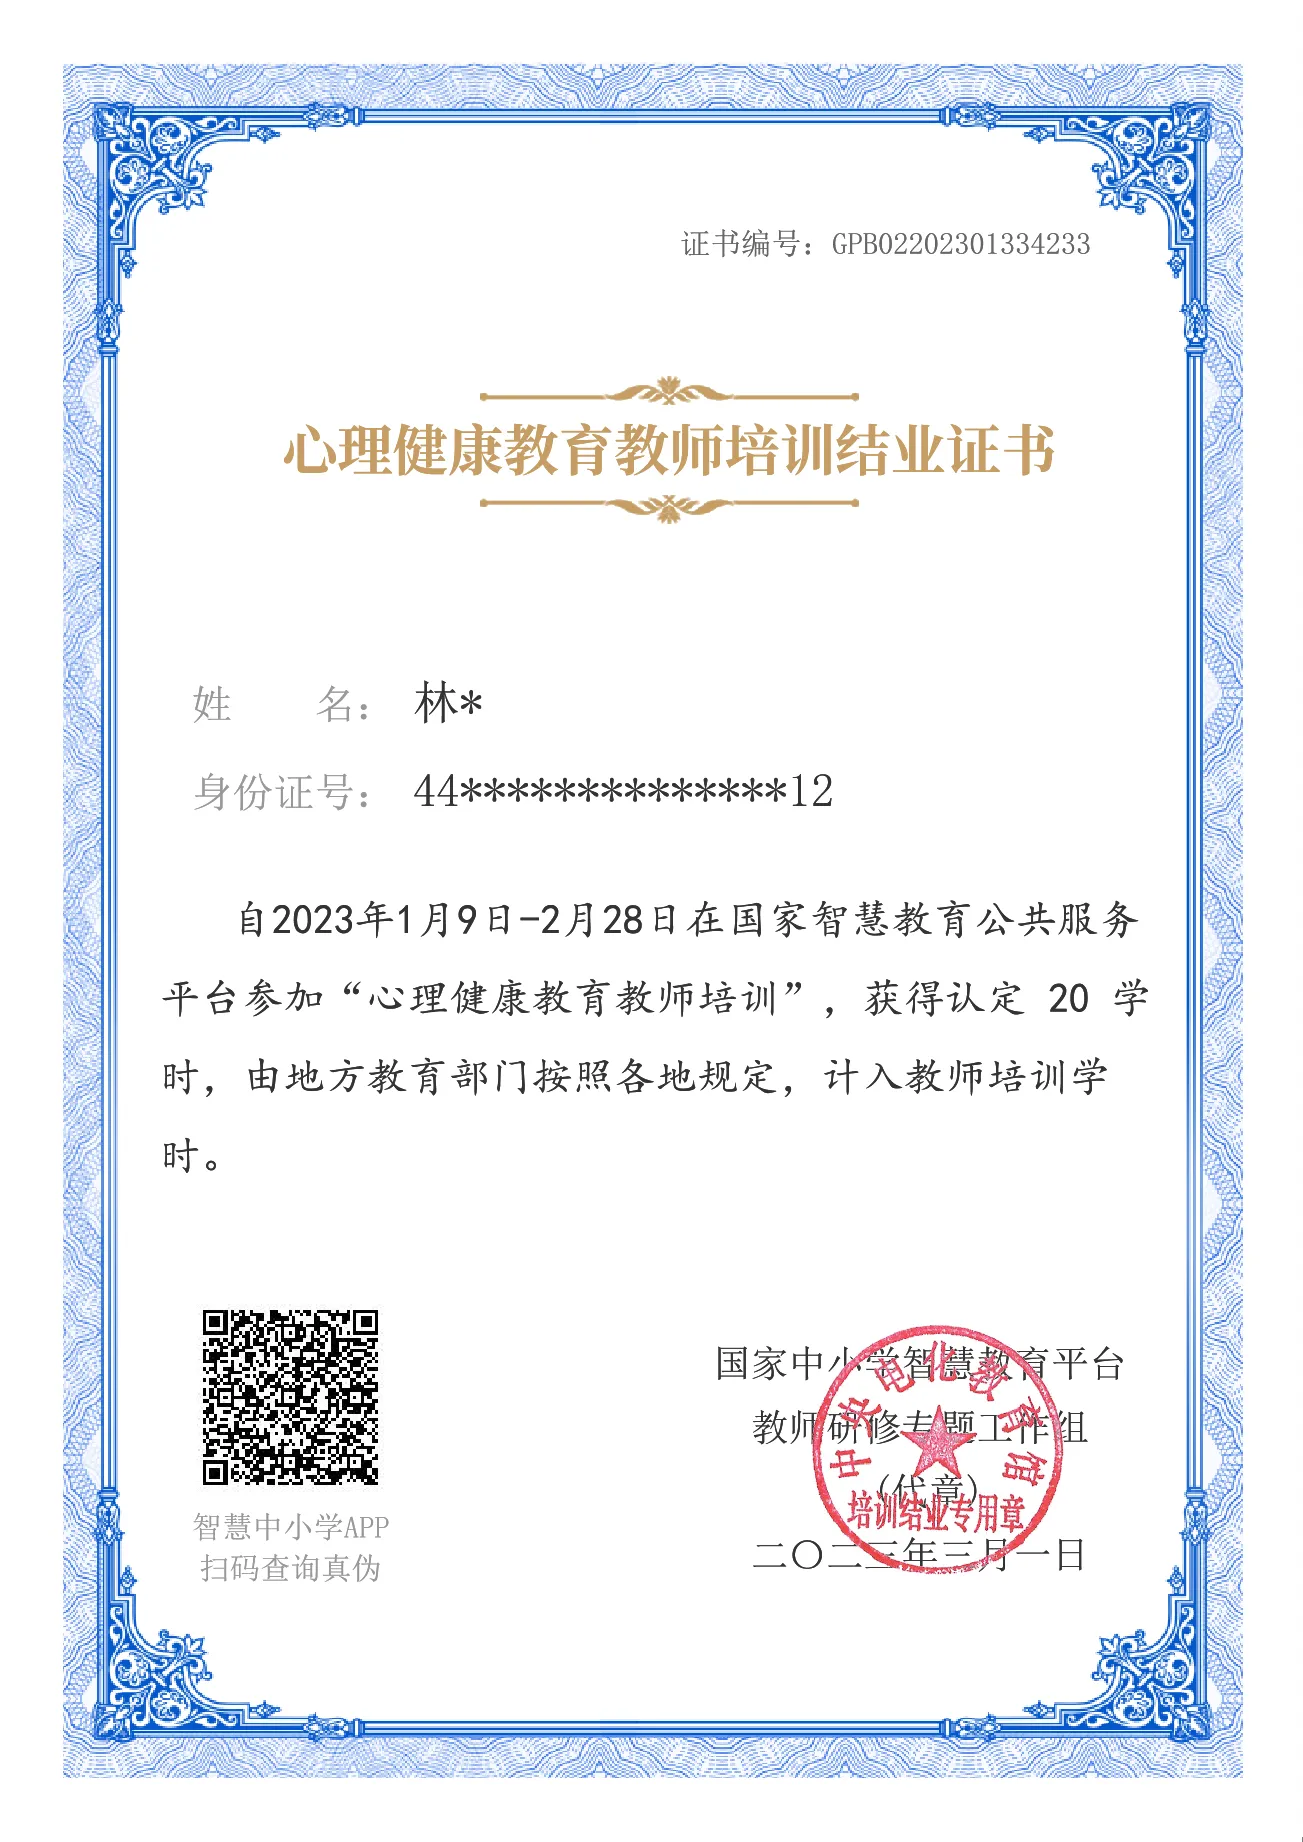 证书编号：GPB02202301334233
心理健康教育教师培训结业证书
姓 名： 林*
身份证号： 44**************12
自2023年1月9日-2月28日在国家智慧教育公共服务
平台参加“心理健康教育教师培训”，获得认定 20 学
时，由地方教育部门按照各地规定，计入教师培训学
时。
国家中小学智慧教育平台
教师研修专题工作组
(代章)
二〇二三年三月一日
中央电化教育馆
培训结业专用章
智慧中小学APP
扫码查询真伪